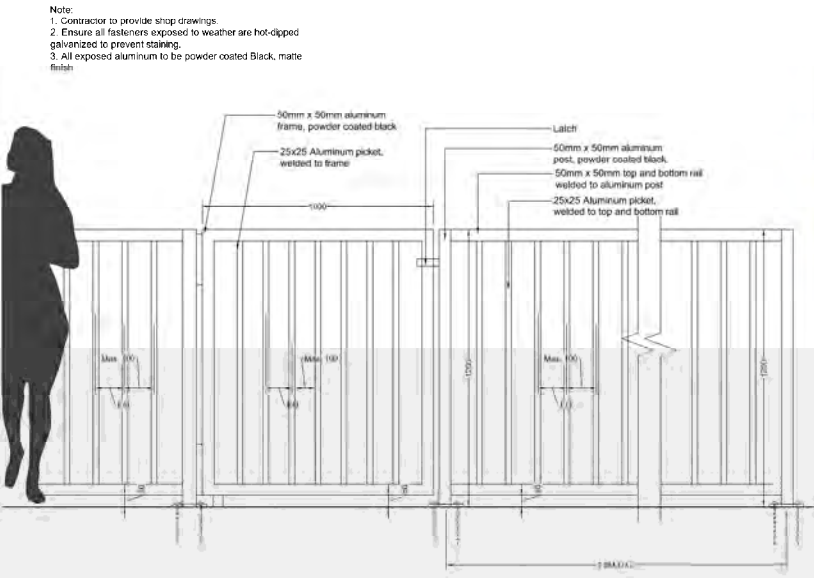 Note:
1. Contractor to provide shop drawings.
2. Ensure all fasteners exposed to weather are hot-dipped
galvanized to prevent staining.
3. All exposed aluminum to be powder coated Black, matte
finish
50mm x 50mm aluminum
frame, powder coated black
25x25 Aluminum picket,
welded to frame
Latch
50mm x 50mm aluminum
post, powder coated black
50mm x 50mm top and bottom rail
welded to aluminum post
25x25 Aluminum picket,
welded to top and bottom rail
1000
Max. 100
Max. 100
Max. 100
1200
1200
50
50
50